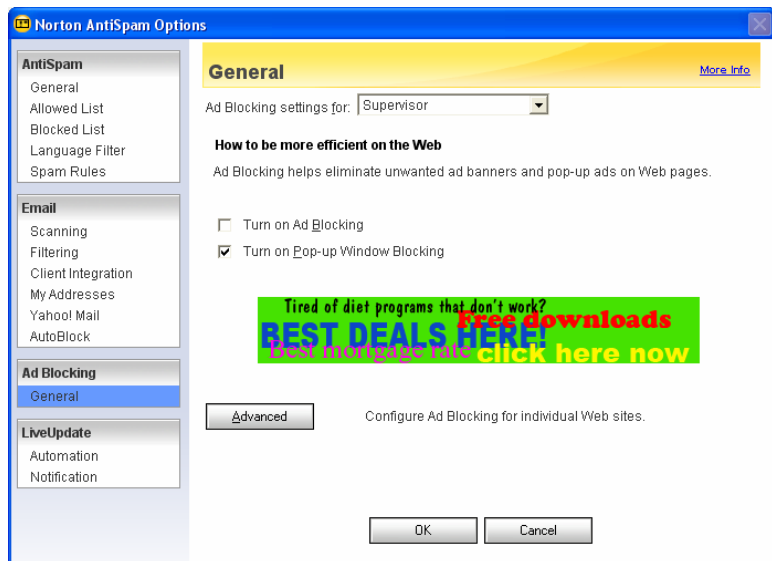 Norton AntiSpam Options
AntiSpam
General
Allowed List
Blocked List
Language Filter
Spam Rules
Email
Scanning
Filtering
Client Integration
My Addresses
Yahoo! Mail
AutoBlock
Ad Blocking
General
LiveUpdate
Automation
Notification
General
More Info
Ad Blocking settings for: Supervisor
How to be more efficient on the Web
Ad Blocking helps eliminate unwanted ad banners and pop-up ads on Web pages.
Turn on Ad Blocking
Turn on Pop-up Window Blocking
Tired of diet programs that don't work?
Free downloads
BEST DEALS HERE!
Best mortgage rate
click here now
Advanced Configure Ad Blocking for individual Web sites.
OK Cancel